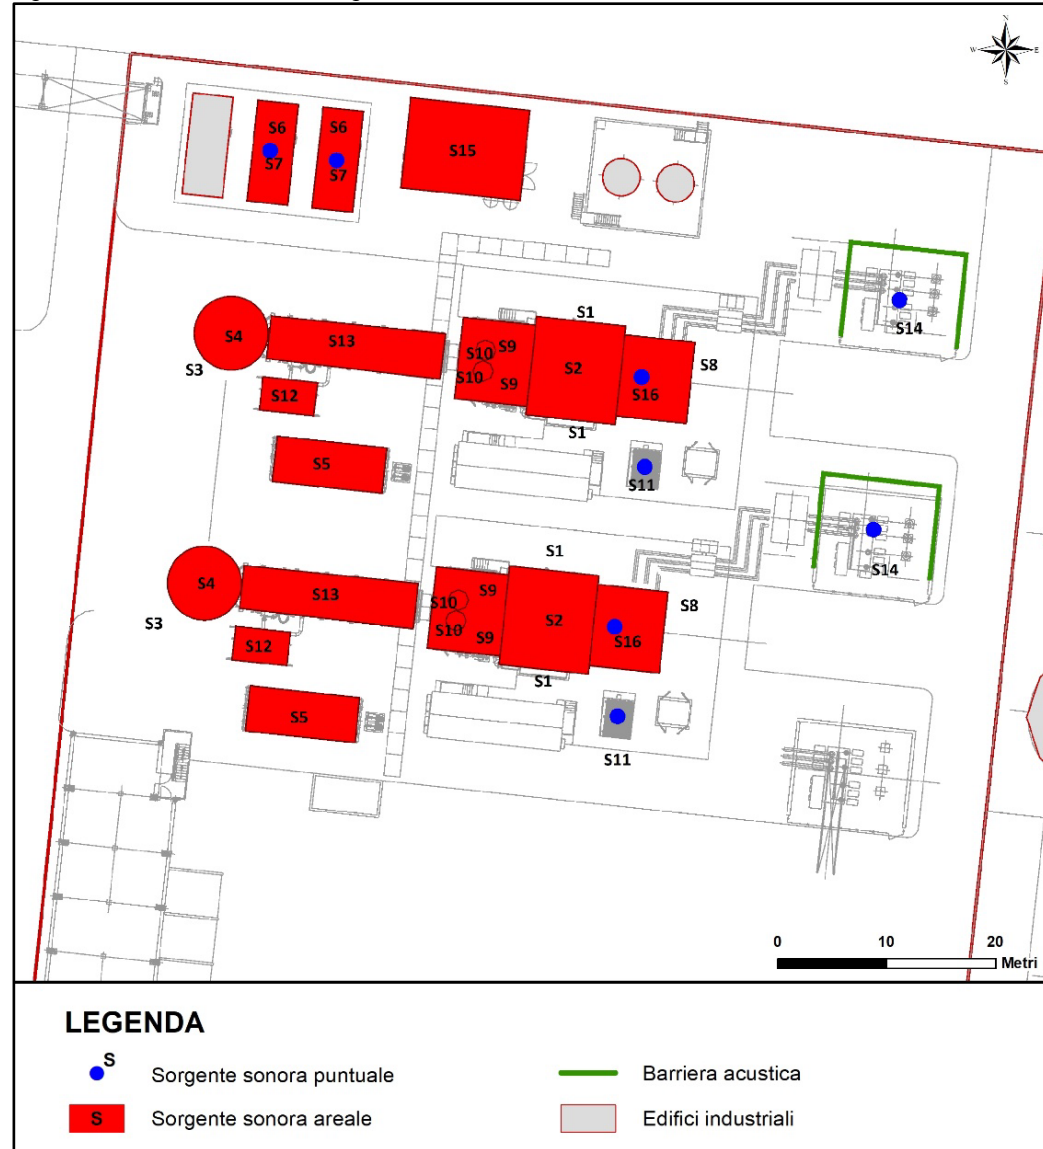 N
W E
S
S6 S6
S7 S7
S15
S14
S1
S4
S13
S9
S10
S2
S3
S8
S10
S9
S12
S16
S1
S5
S11
S14
S1
S4
S13
S9
S10
S2
S8
S3
S10
S9
S16
S12
S1
S5
S11
0 10 20
Metri
LEGENDA
S
Sorgente sonora puntuale
Barriera acustica
S
Sorgente sonora areale
Edifici industriali